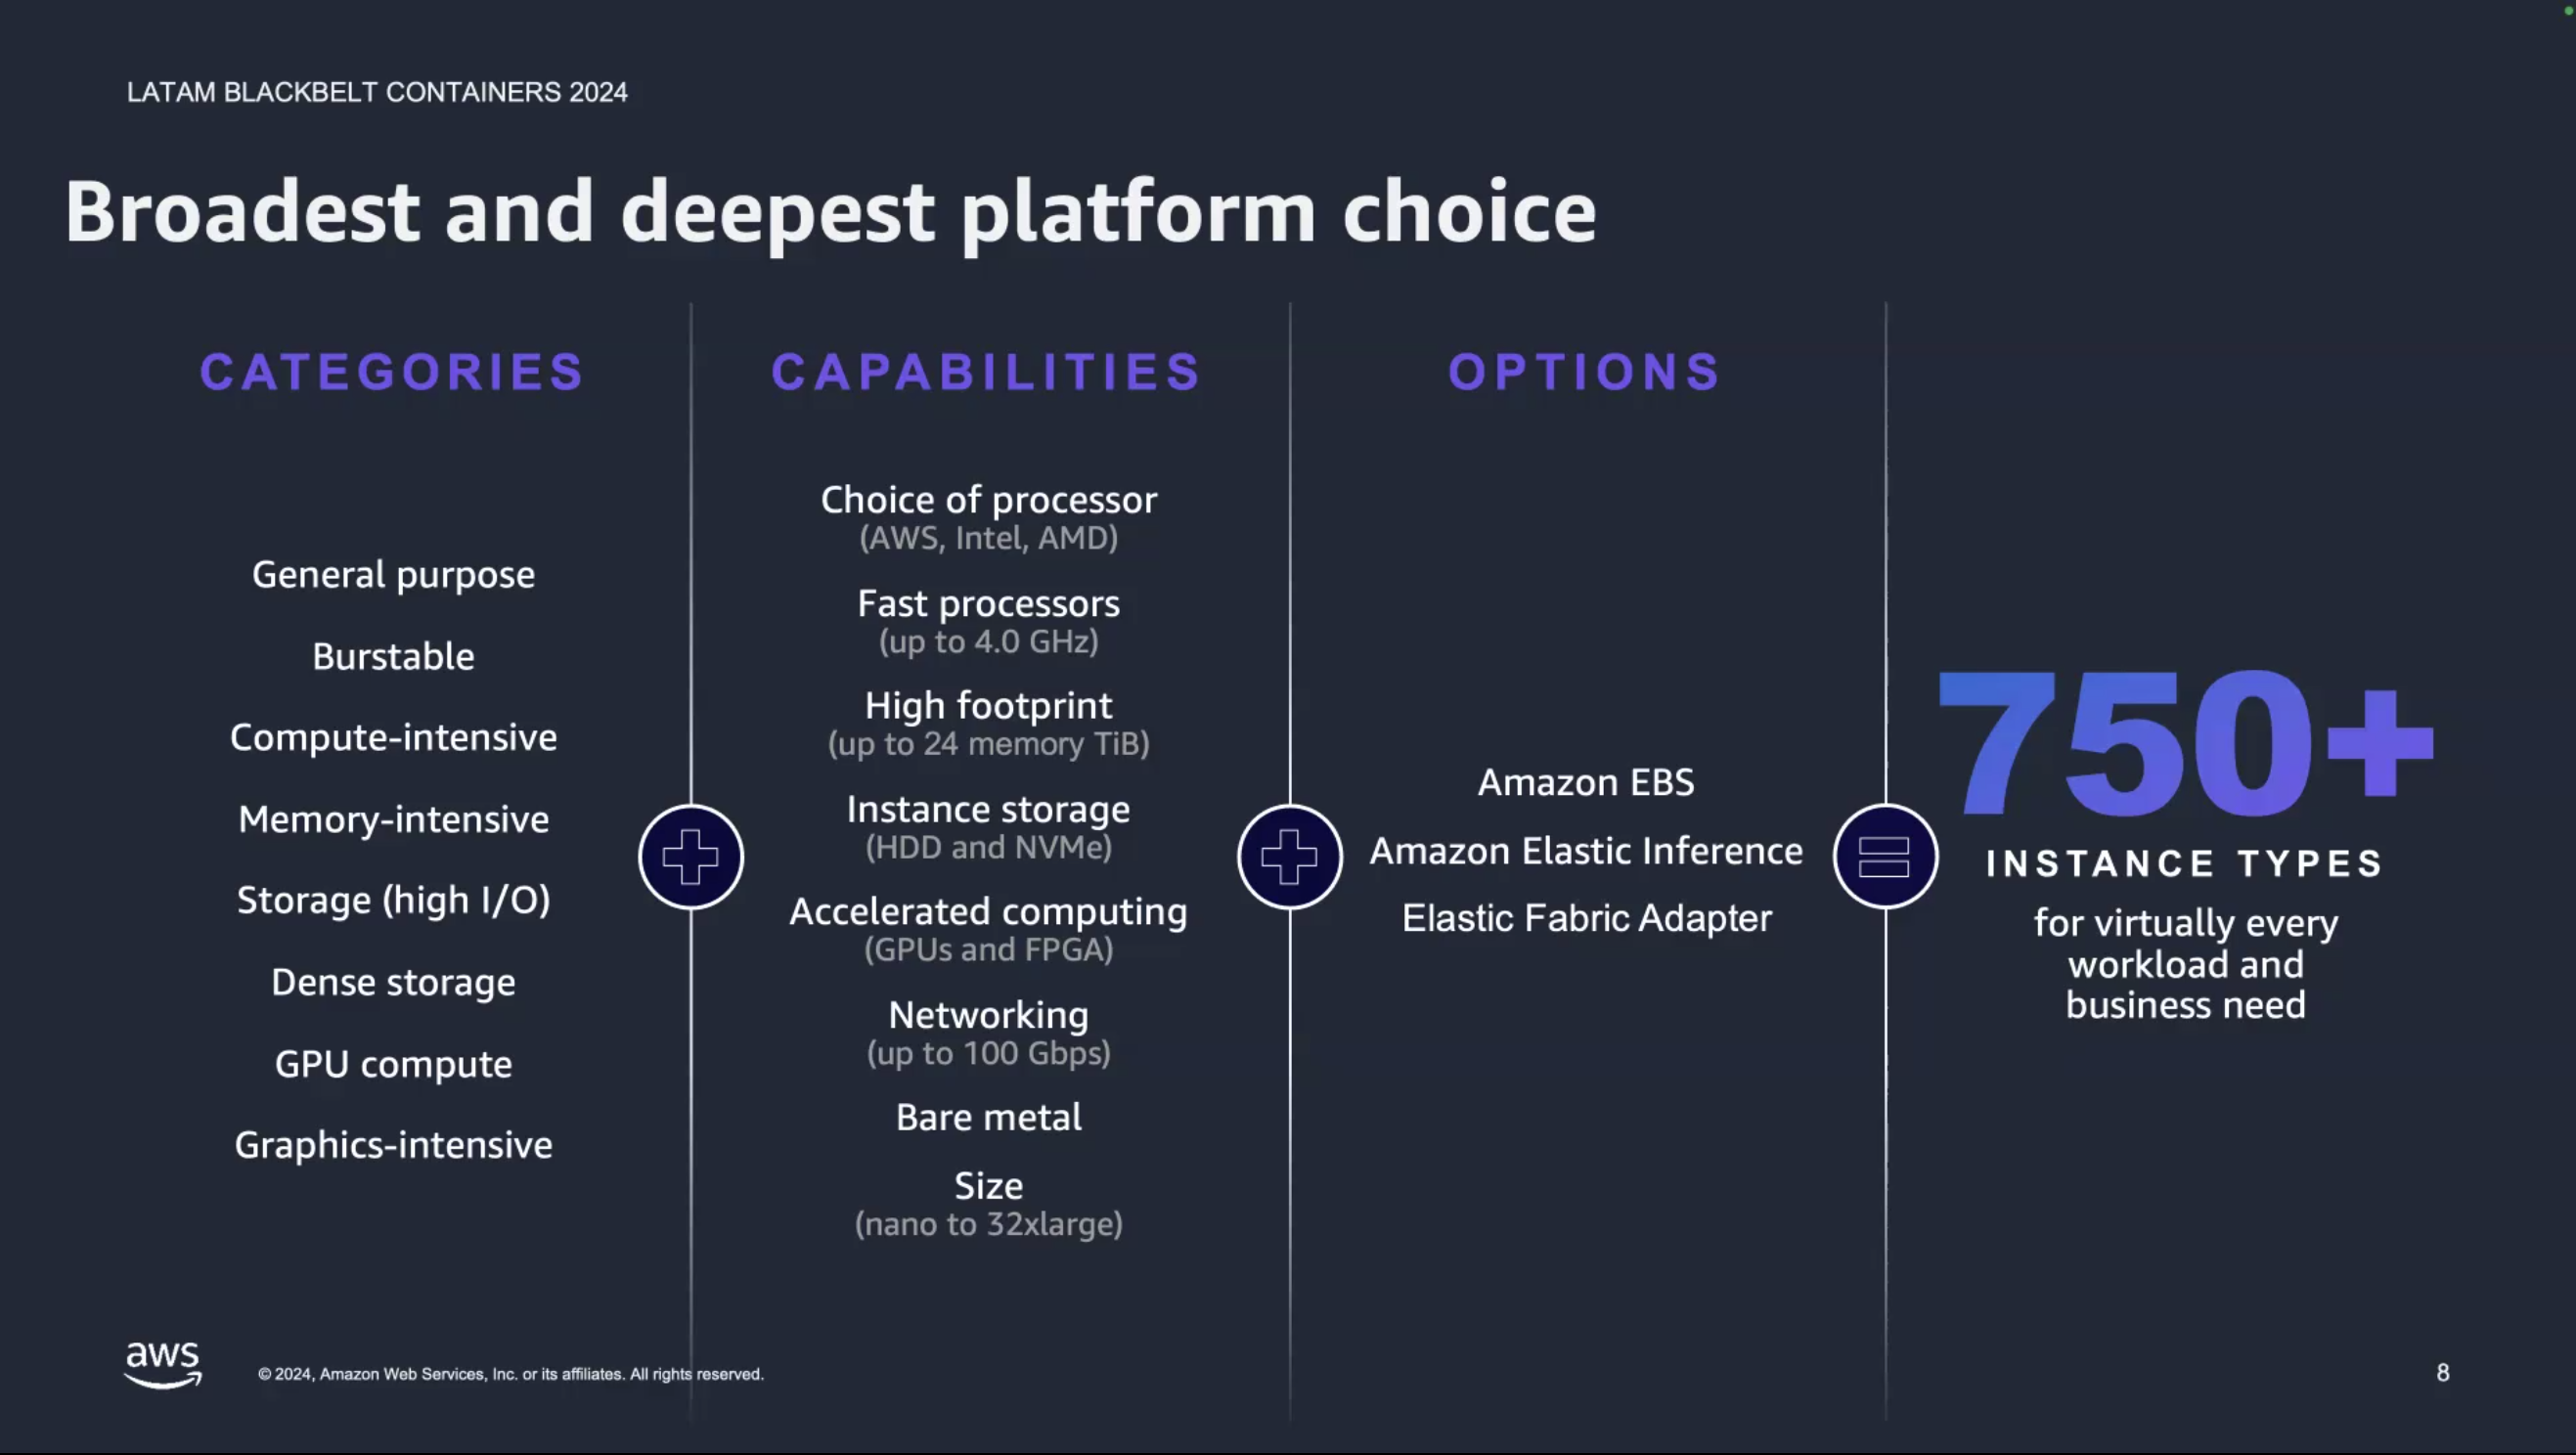 LATAM BLACKBELT CONTAINERS 2024
Broadest and deepest platform choice
CATEGORIES
General purpose
Burstable
Compute-intensive
Memory-intensive
Storage (high I/O)
Dense storage
GPU compute
Graphics-intensive
CAPABILITIES
Choice of processor
(AWS, Intel, AMD)
Fast processors
(up to 4.0 GHz)
High footprint
(up to 24 memory TiB)
Instance storage
(HDD and NVMe)
Accelerated computing
(GPUs and FPGA)
Networking
(up to 100 Gbps)
Bare metal
Size
(nano to 32xlarge)
OPTIONS
Amazon EBS
Amazon Elastic Inference
Elastic Fabric Adapter
750+
INSTANCE TYPES
for virtually every
workload and
business need
aws
© 2024, Amazon Web Services, Inc. or its affiliates. All rights reserved.
8